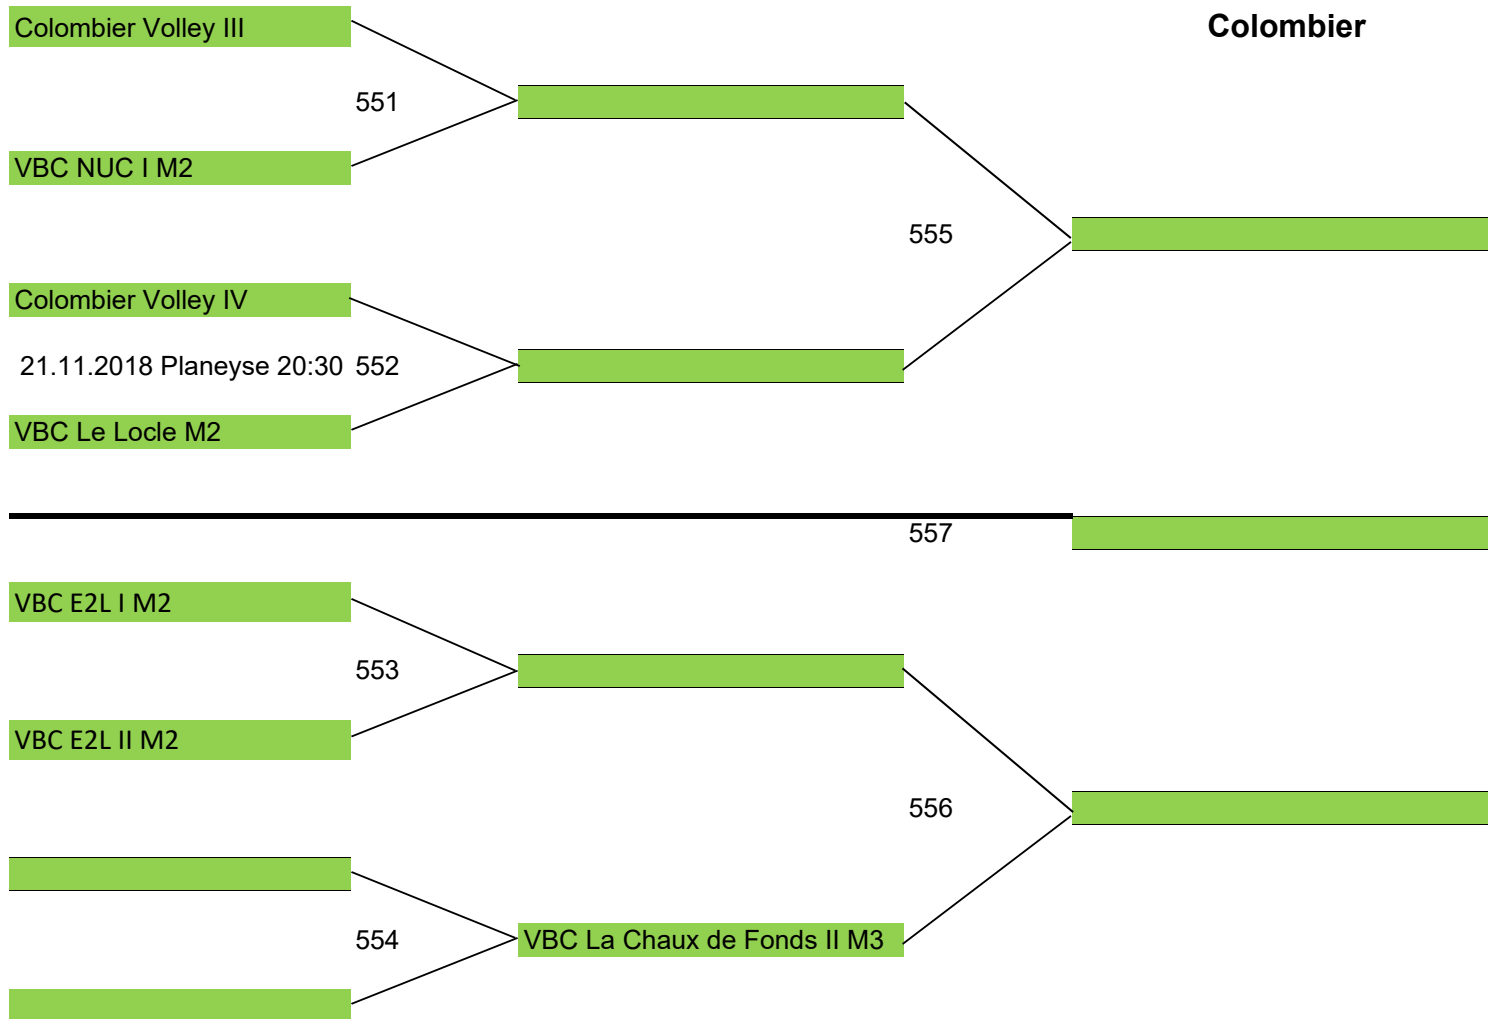 Colombier Volley III
Colombier
551
VBC NUC I M2
555
Colombier Volley IV
21.11.2018 Planeyse 20:30 552
VBC Le Locle M2
557
VBC E2L I M2
553
VBC E2L II M2
556
554
VBC La Chaux de Fonds II M3